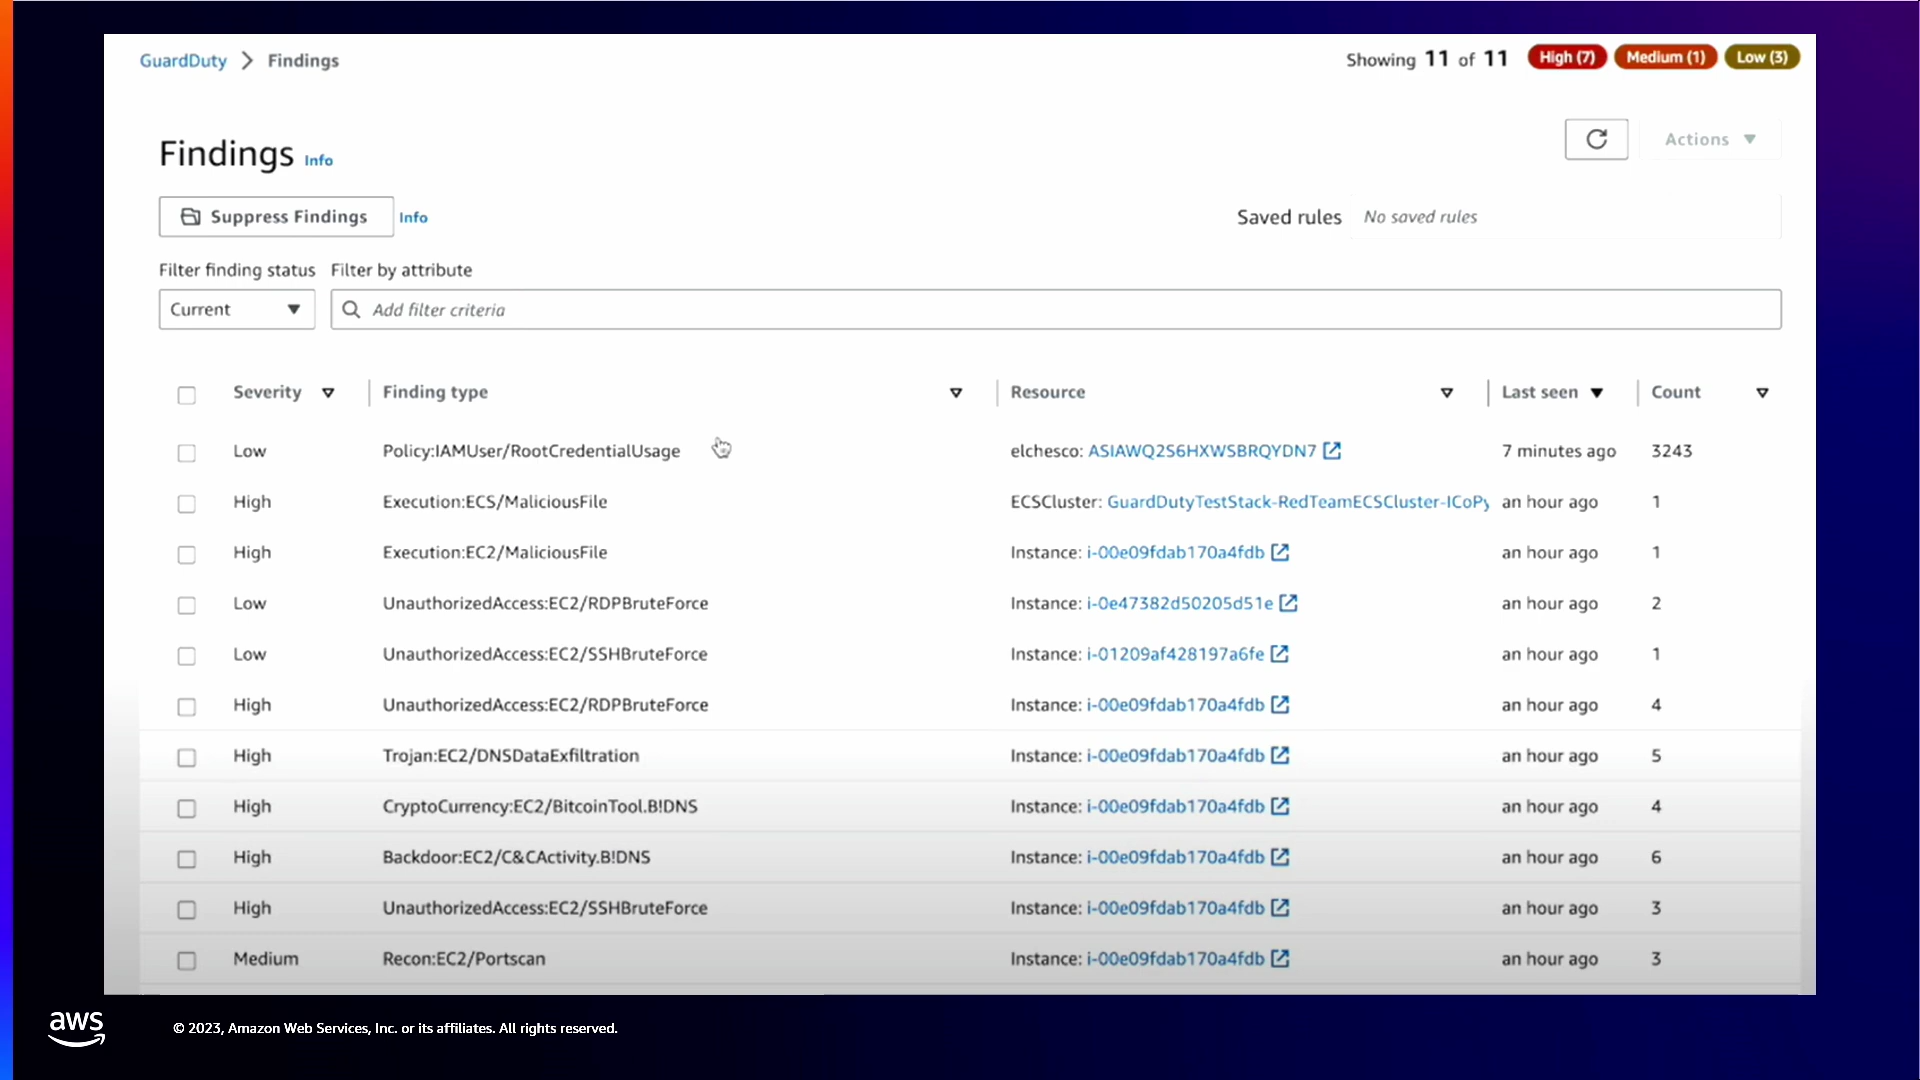 GuardDuty > Findings
Showing 11 of 11 High (7) Medium (1) Low (3)
Findings Info
Actions
Suppress Findings Info
Saved rules No saved rules
Filter finding status Filter by attribute
Current Add filter criteria
Severity Finding type Resource Last seen Count
Low Policy:IAMUser/RootCredentialUsage elchesco: ASIAWQ2S6HXWSBRQYDN7 7 minutes ago 3243
High Execution:ECS/MaliciousFile ECSCluster: GuardDutyTestStack-RedTeamECSCluster-ICoPy an hour ago 1
High Execution:EC2/MaliciousFile Instance: i-00e09fdab170a4fdb an hour ago 1
Low UnauthorizedAccess:EC2/RDPBruteForce Instance: i-0e47382d50205d51e an hour ago 2
Low UnauthorizedAccess:EC2/SSHBruteForce Instance: i-01209af428197a6fe an hour ago 1
High UnauthorizedAccess:EC2/RDPBruteForce Instance: i-00e09fdab170a4fdb an hour ago 4
High Trojan:EC2/DNSDataExfiltration Instance: i-00e09fdab170a4fdb an hour ago 5
High CryptoCurrency:EC2/BitcoinTool.B!DNS Instance: i-00e09fdab170a4fdb an hour ago 4
High Backdoor:EC2/C&CActivity.B!DNS Instance: i-00e09fdab170a4fdb an hour ago 6
High UnauthorizedAccess:EC2/SSHBruteForce Instance: i-00e09fdab170a4fdb an hour ago 3
Medium Recon:EC2/Portscan Instance: i-00e09fdab170a4fdb an hour ago 3
aws © 2023, Amazon Web Services, Inc. or its affiliates. All rights reserved.